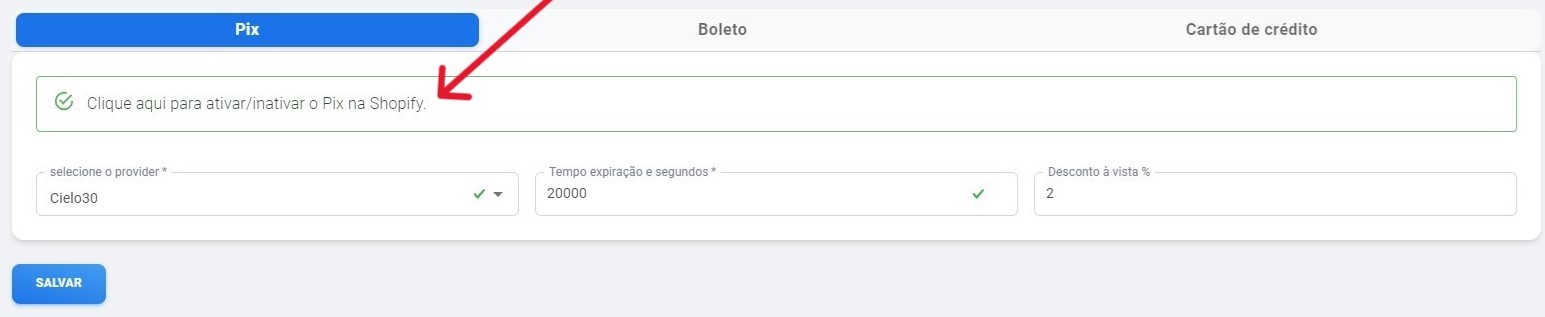 Pix
Boleto
Cartão de crédito
Clique aqui para ativar/inativar o Pix na Shopify.
selecione o provider *
Tempo expiração e segundos *
Desconto à vista %
Cielo30
20000
2
SALVAR